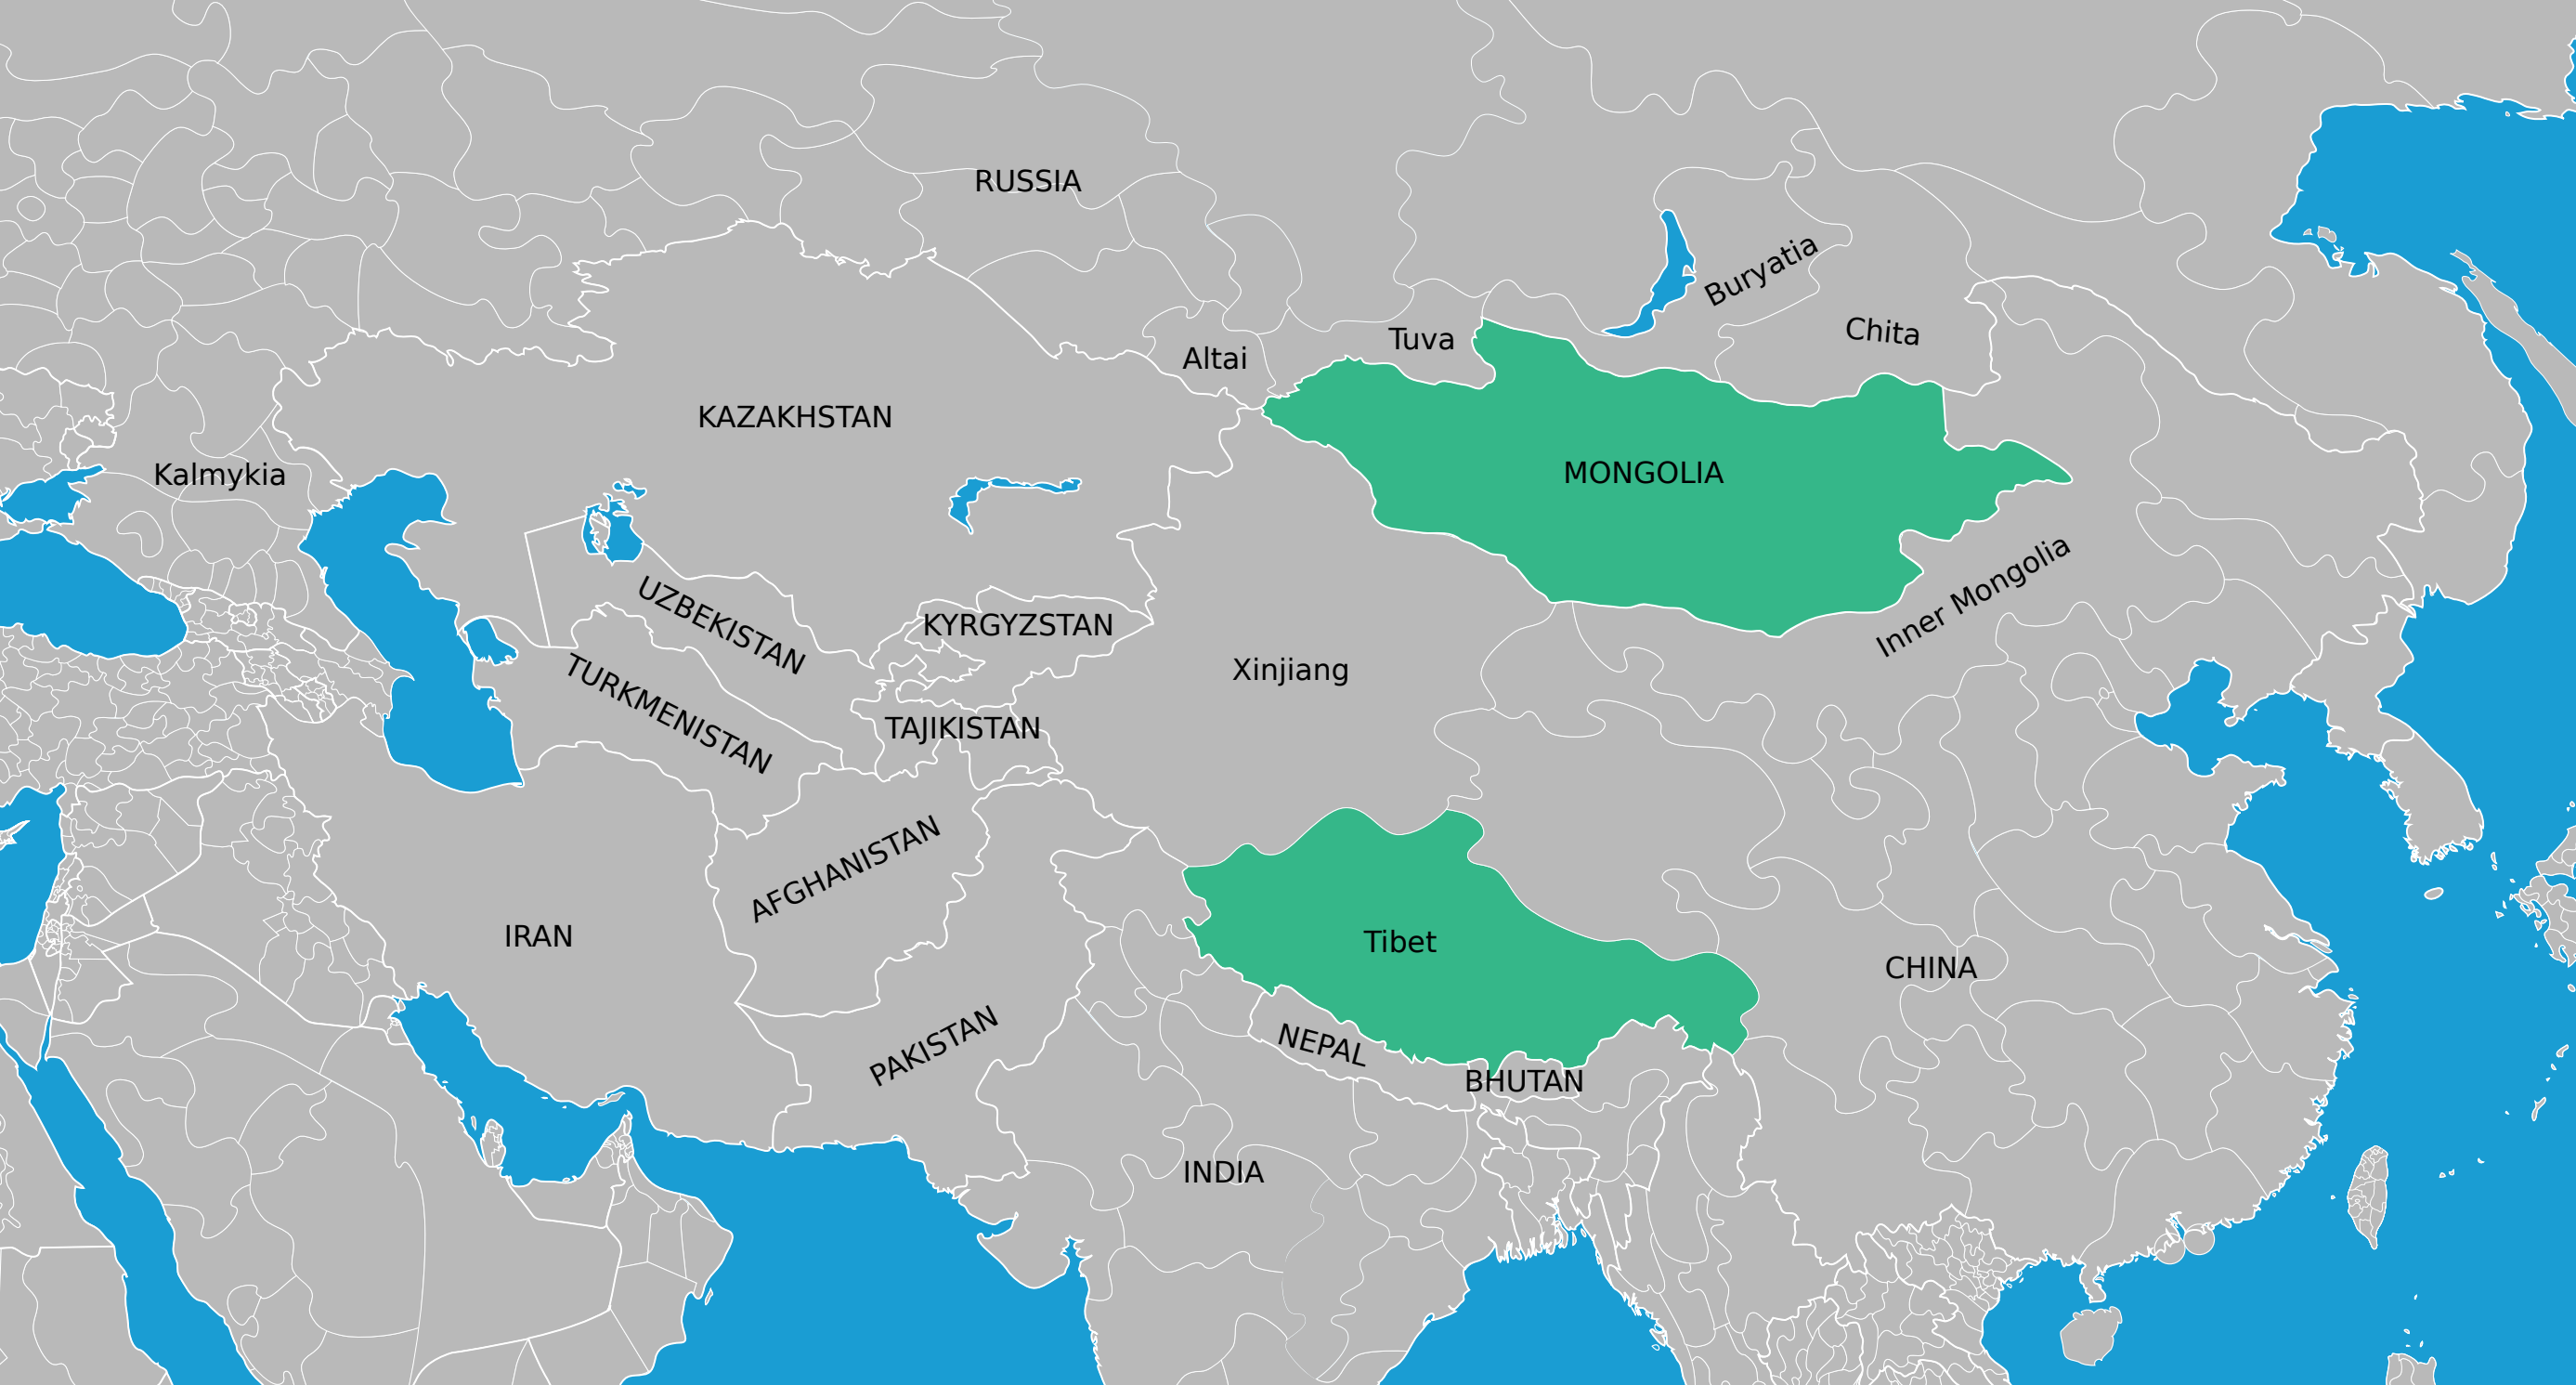 RUSSIA
Buryatia
Chita
Tuva
Altai
KAZAKHSTAN
MONGOLIA
Kalmykia
Inner Mongolia
UZBEKISTAN
KYRGYZSTAN
Xinjiang
TURKMENISTAN
TAJIKISTAN
AFGHANISTAN
IRAN
Tibet
CHINA
PAKISTAN
NEPAL
BHUTAN
INDIA